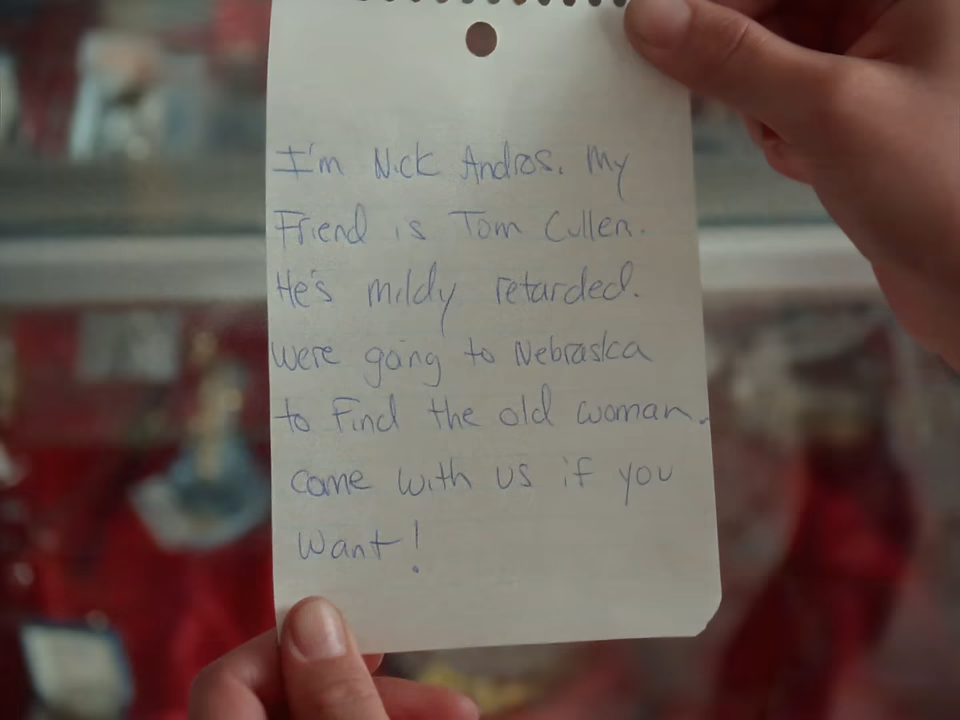 I'm Nick Andros. My
Friend is Tom Cullen.
He's mildy retarded.
were going to Nebraska
to Find the old woman.
come with us if you
want!